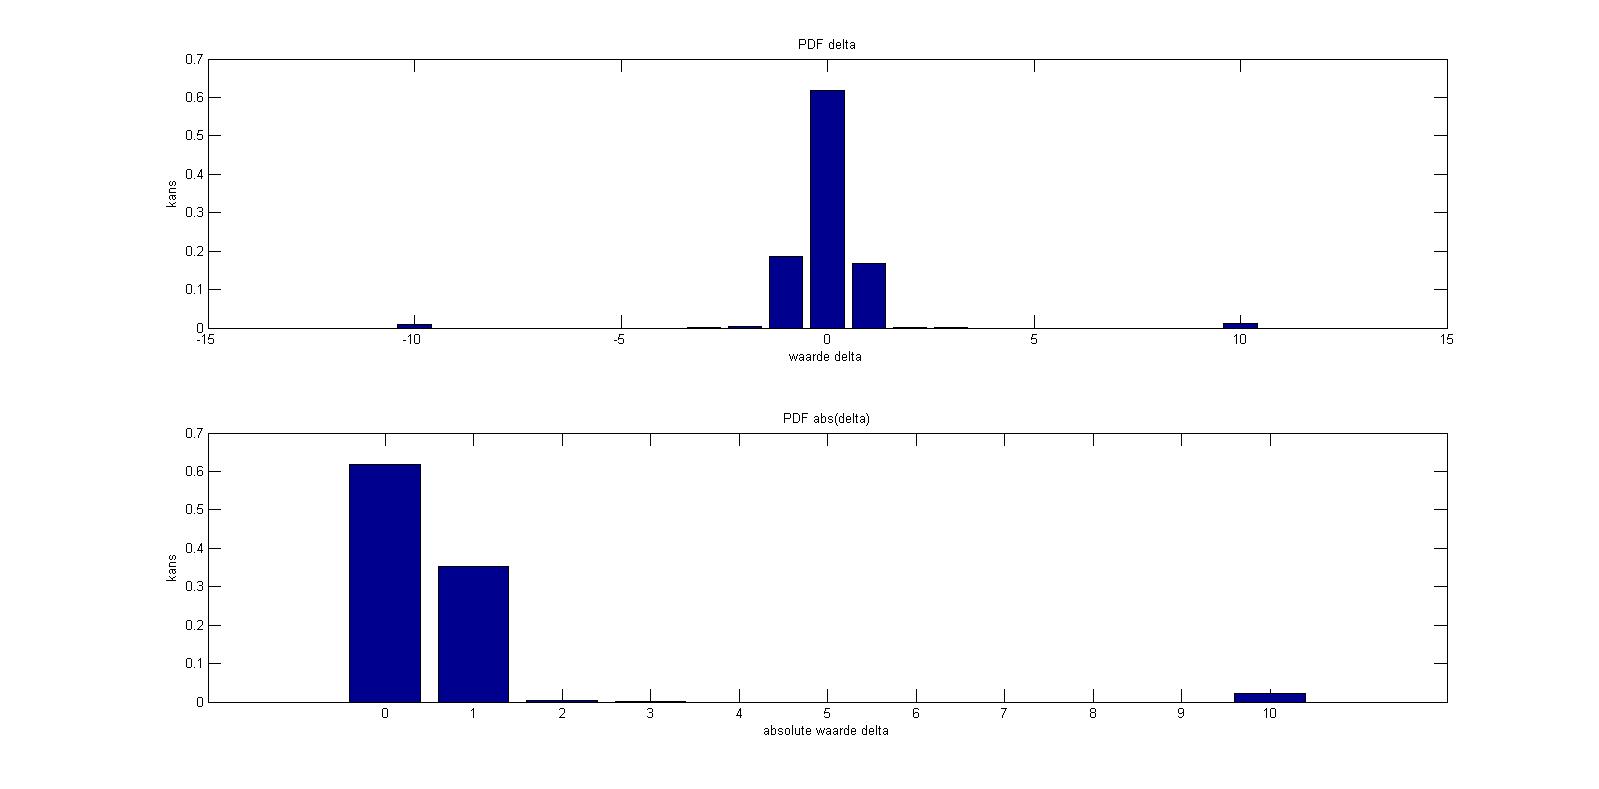 PDF delta
0.7
0.6
0.5
0.4
0.3
0.2
0.1
0
kans
-15 -10 -5 0 5 10 15
waarde delta
PDF abs(delta)
0.7
0.6
0.5
0.4
0.3
0.2
0.1
0
kans
0 1 2 3 4 5 6 7 8 9 10
absolute waarde delta